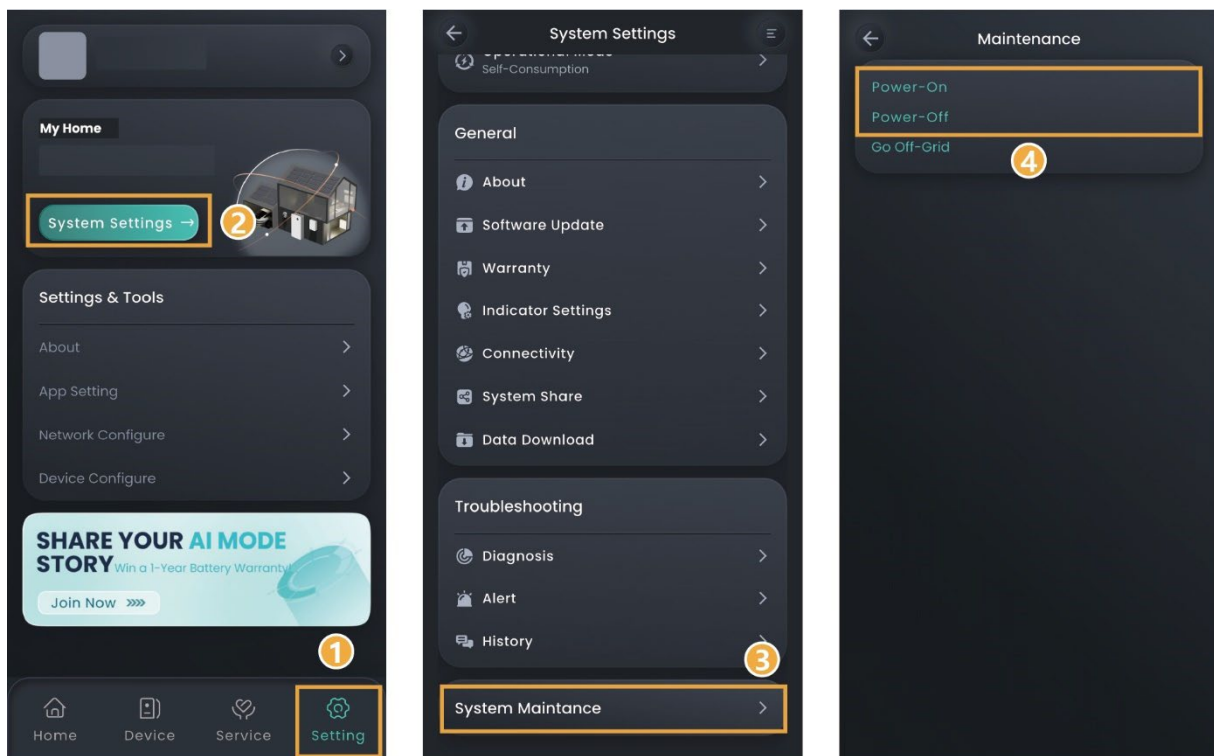 My Home
System Settings →
2
Settings & Tools
About
App Setting
Network Configure
Device Configure
SHARE YOUR AI MODE
STORY Win a 1-Year Battery Warranty!
Join Now »»»
1
Home
Device
Service
Setting
System Settings
Self-Consumption
General
About
Software Update
Warranty
Indicator Settings
Connectivity
System Share
Data Download
Troubleshooting
Diagnosis
Alert
History
3
System Maintance
Maintenance
Power-On
Power-Off
Go Off-Grid
4